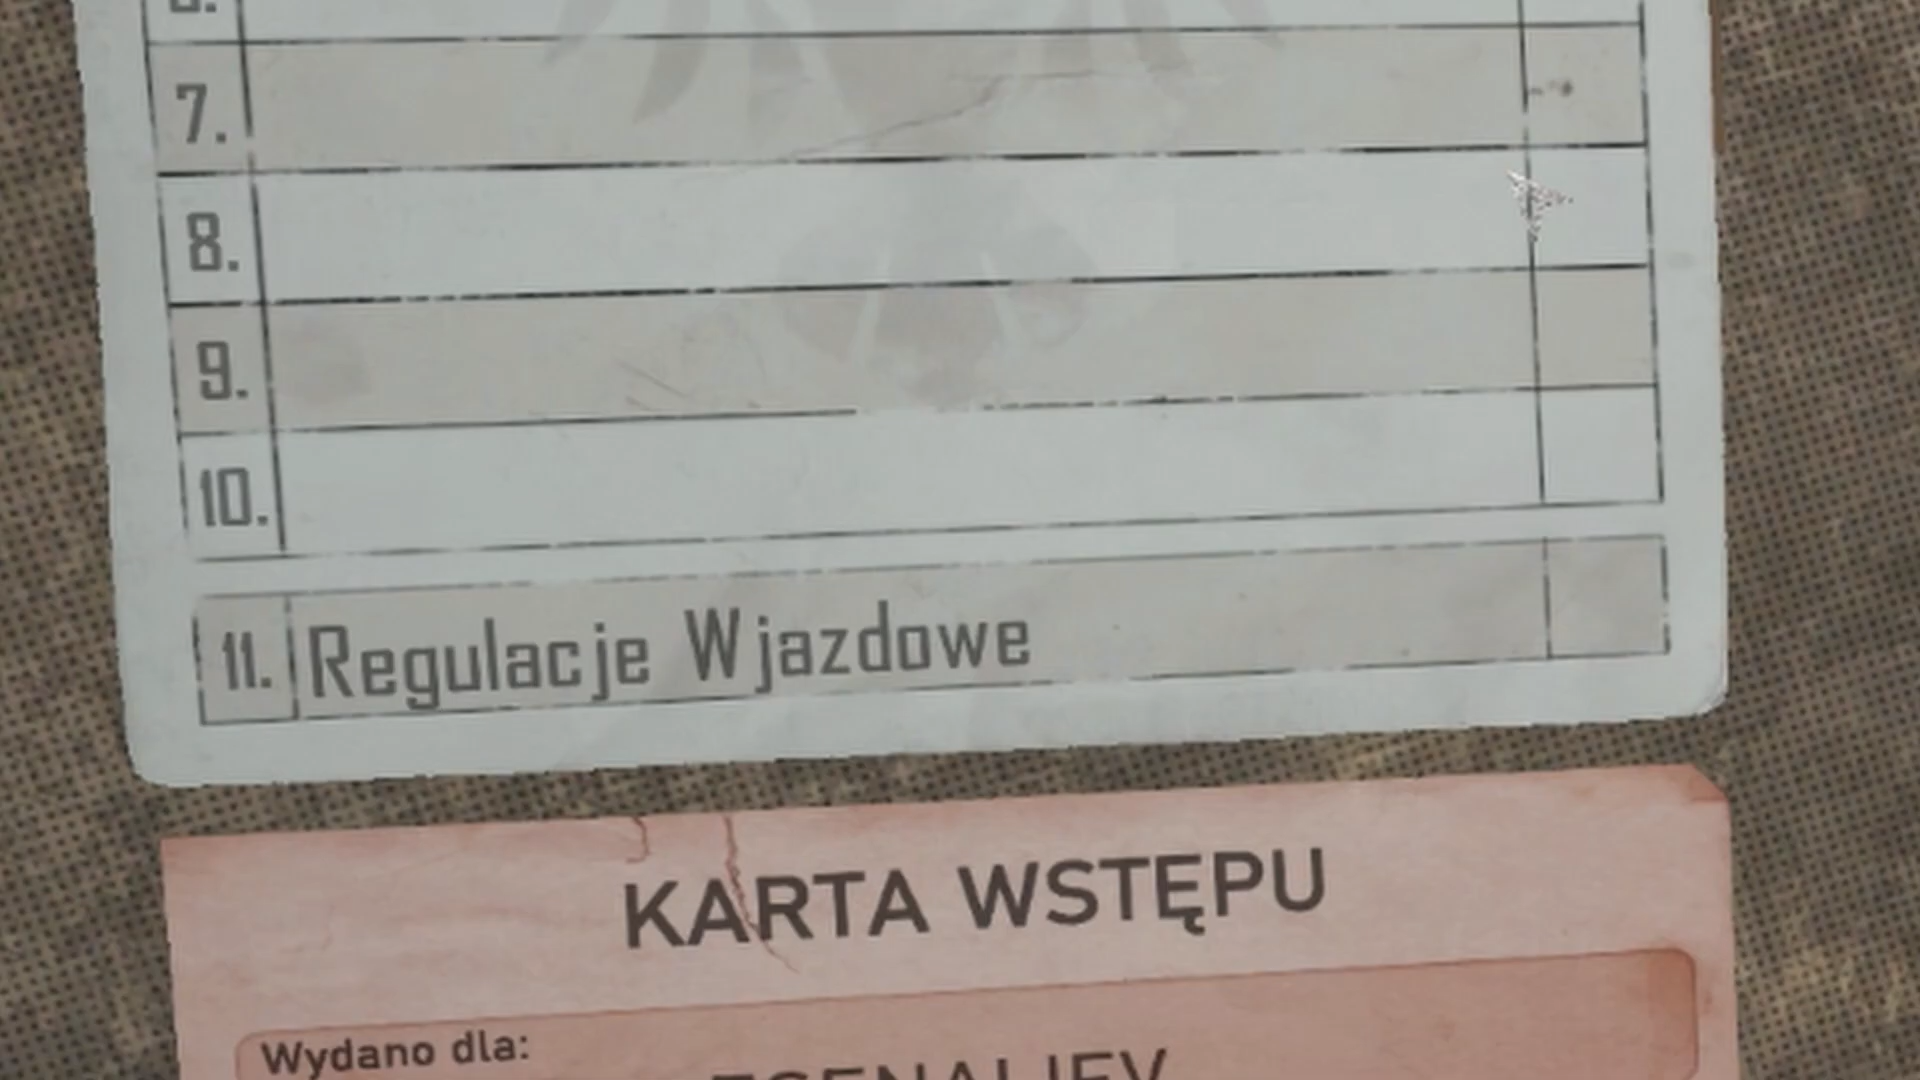 7.
8.
9.
10.
11. Regulacje Wjazdowe
KARTA WSTĘPU
Wydano dla: